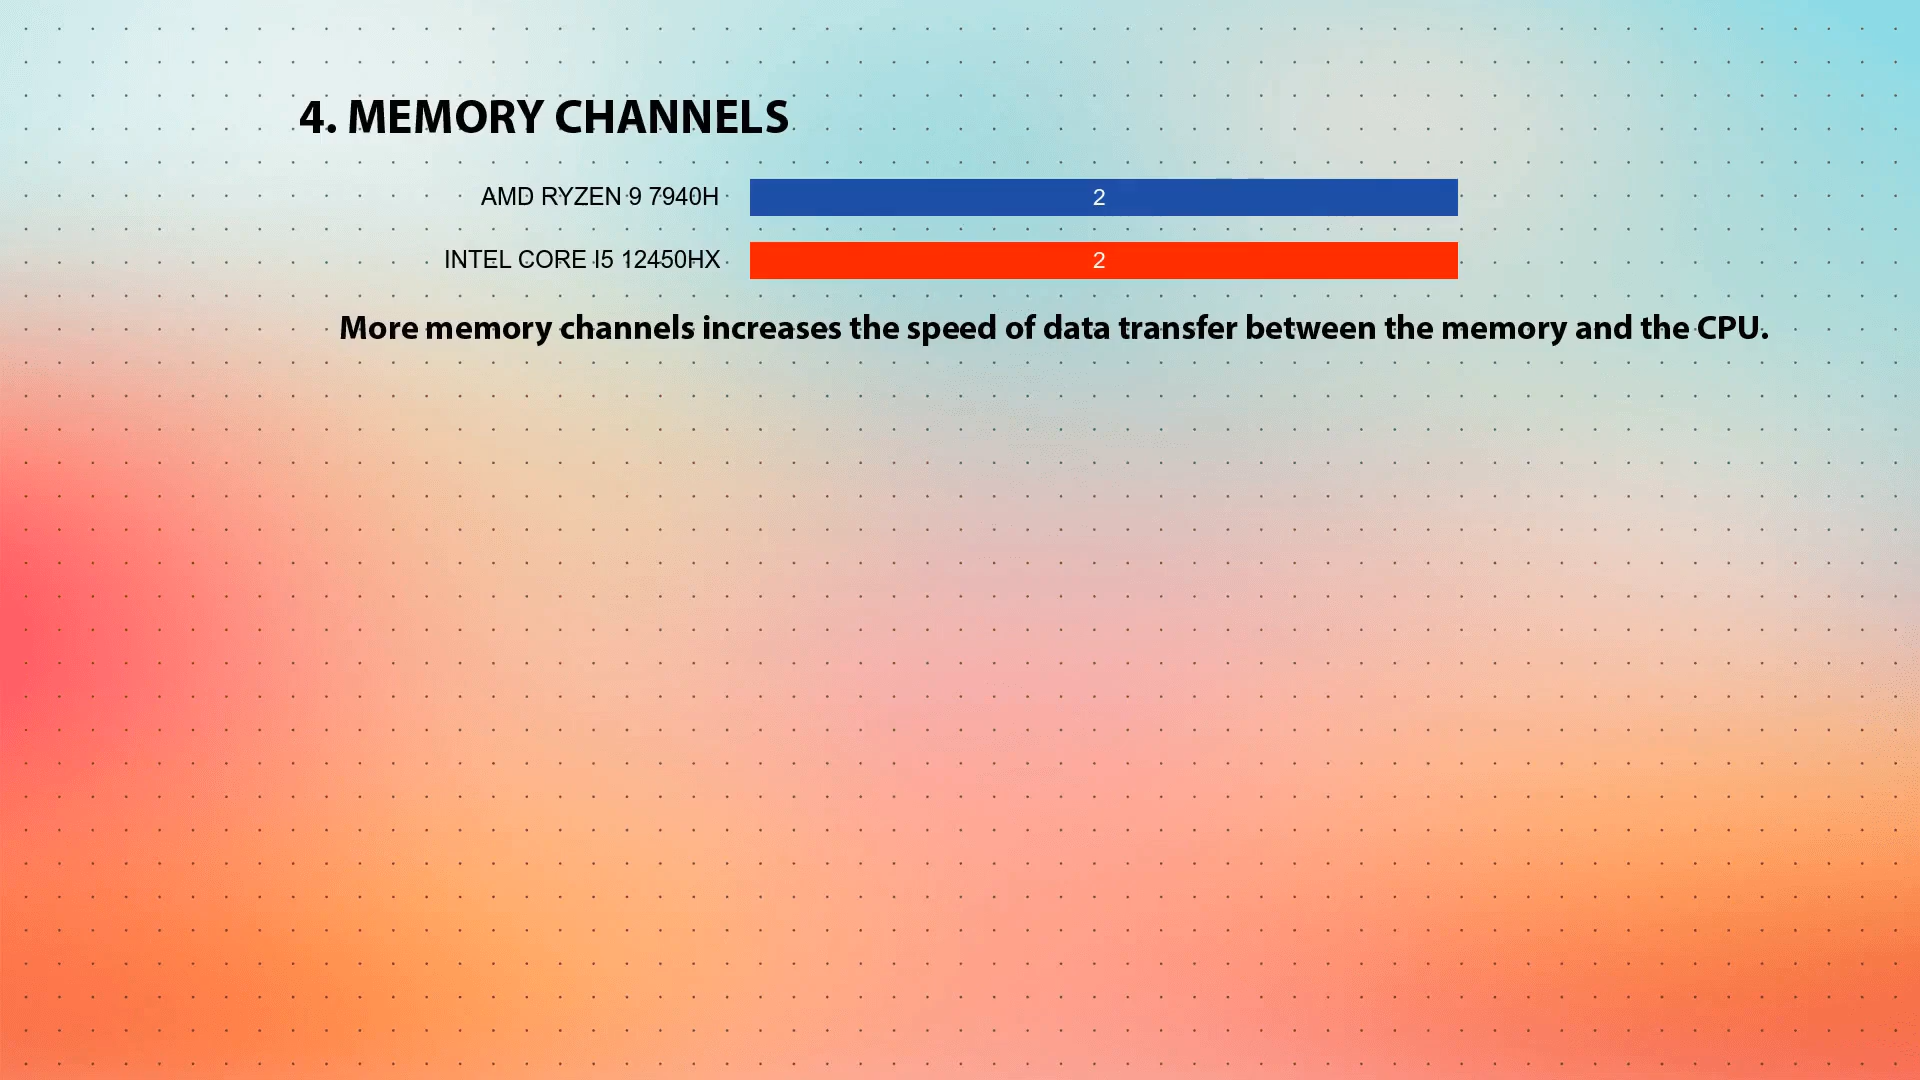 4. MEMORY CHANNELS
AMD RYZEN 9 7940H 2
INTEL CORE I5 12450HX 2
More memory channels increases the speed of data transfer between the memory and the CPU.